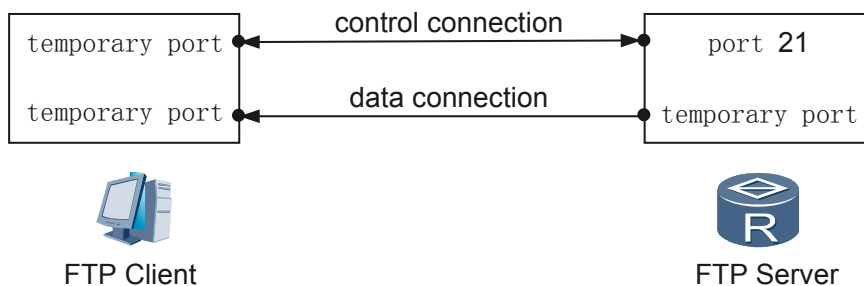 control connection
temporary port
port 21
data connection
temporary port
temporary port
R
FTP Client
FTP Server